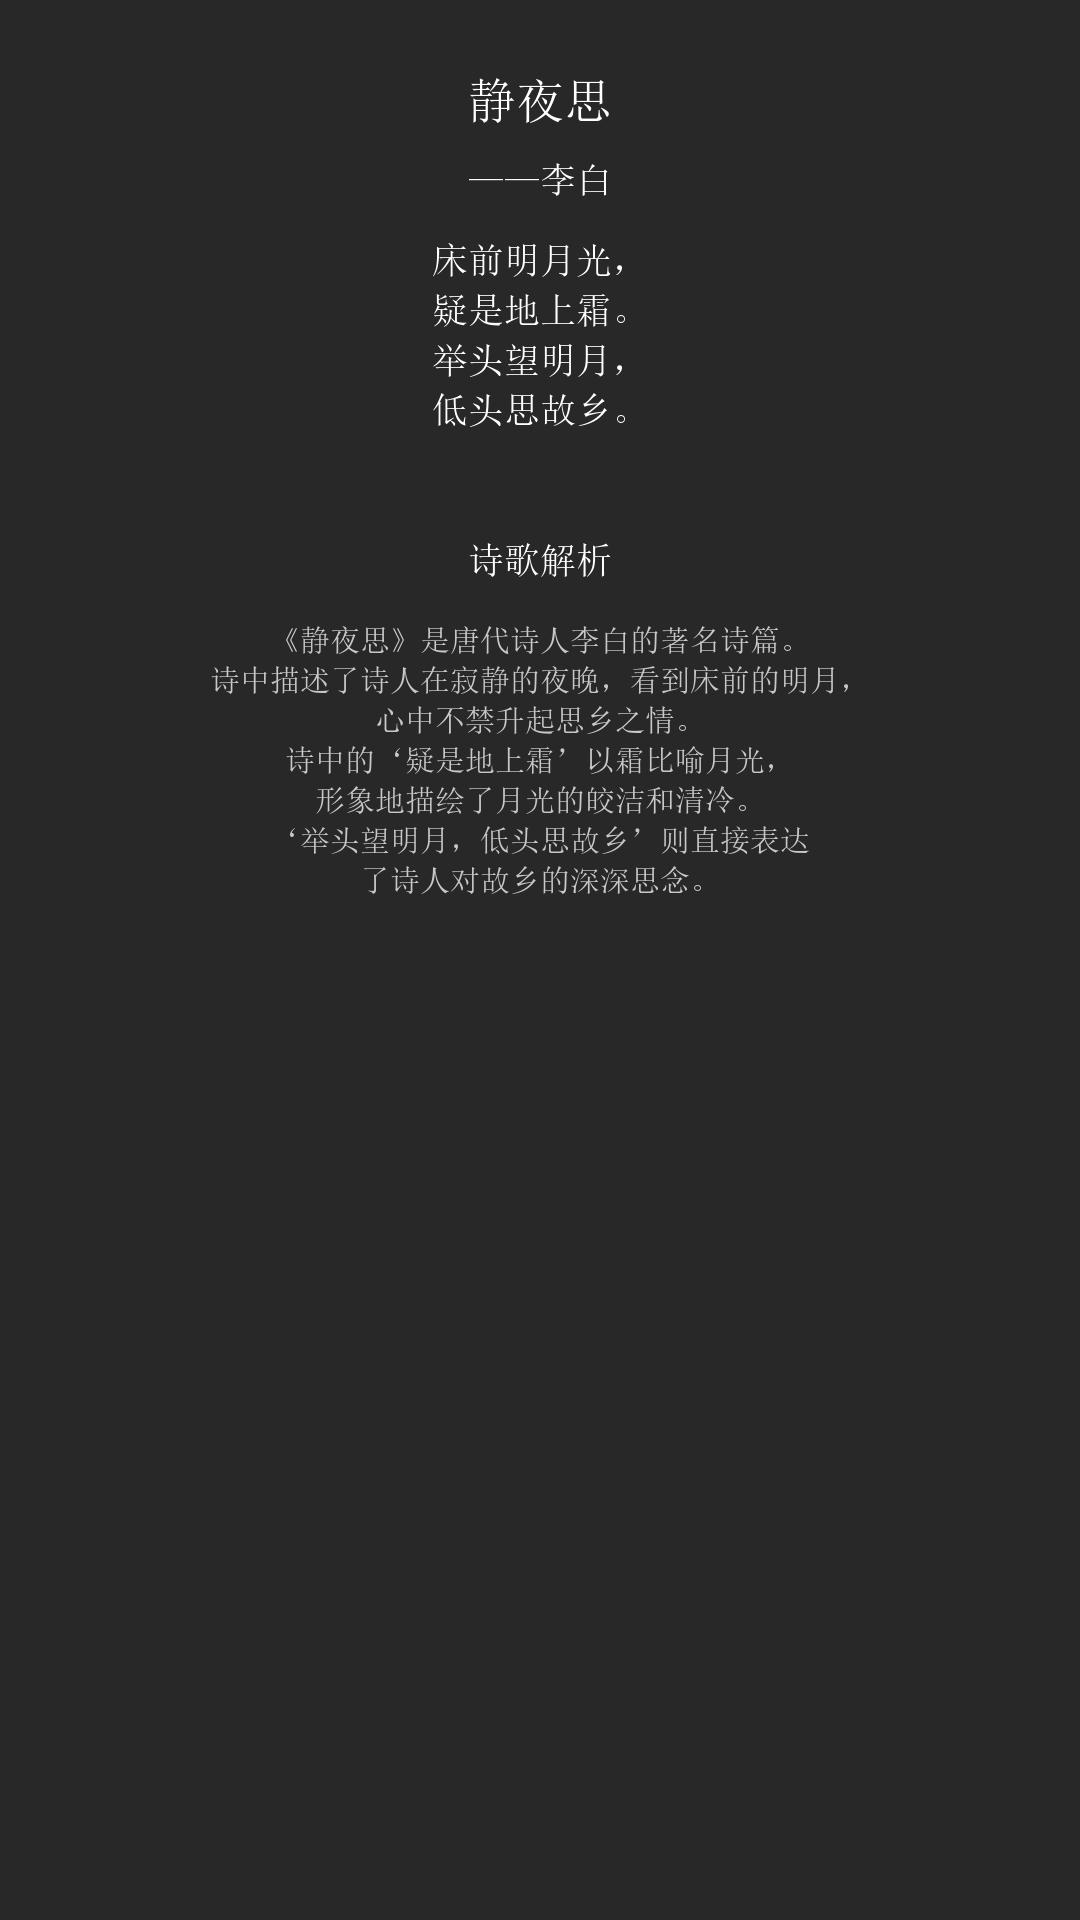 静夜思
——李白
床前明月光，
疑是地上霜。
举头望明月，
低头思故乡。
诗歌解析
《静夜思》是唐代诗人李白的著名诗篇。
诗中描述了诗人在寂静的夜晚，看到床前的明月，
心中不禁升起思乡之情。
诗中的‘疑是地上霜’以霜比喻月光，
形象地描绘了月光的皎洁和清冷。
‘举头望明月，低头思故乡’则直接表达
了诗人对故乡的深深思念。